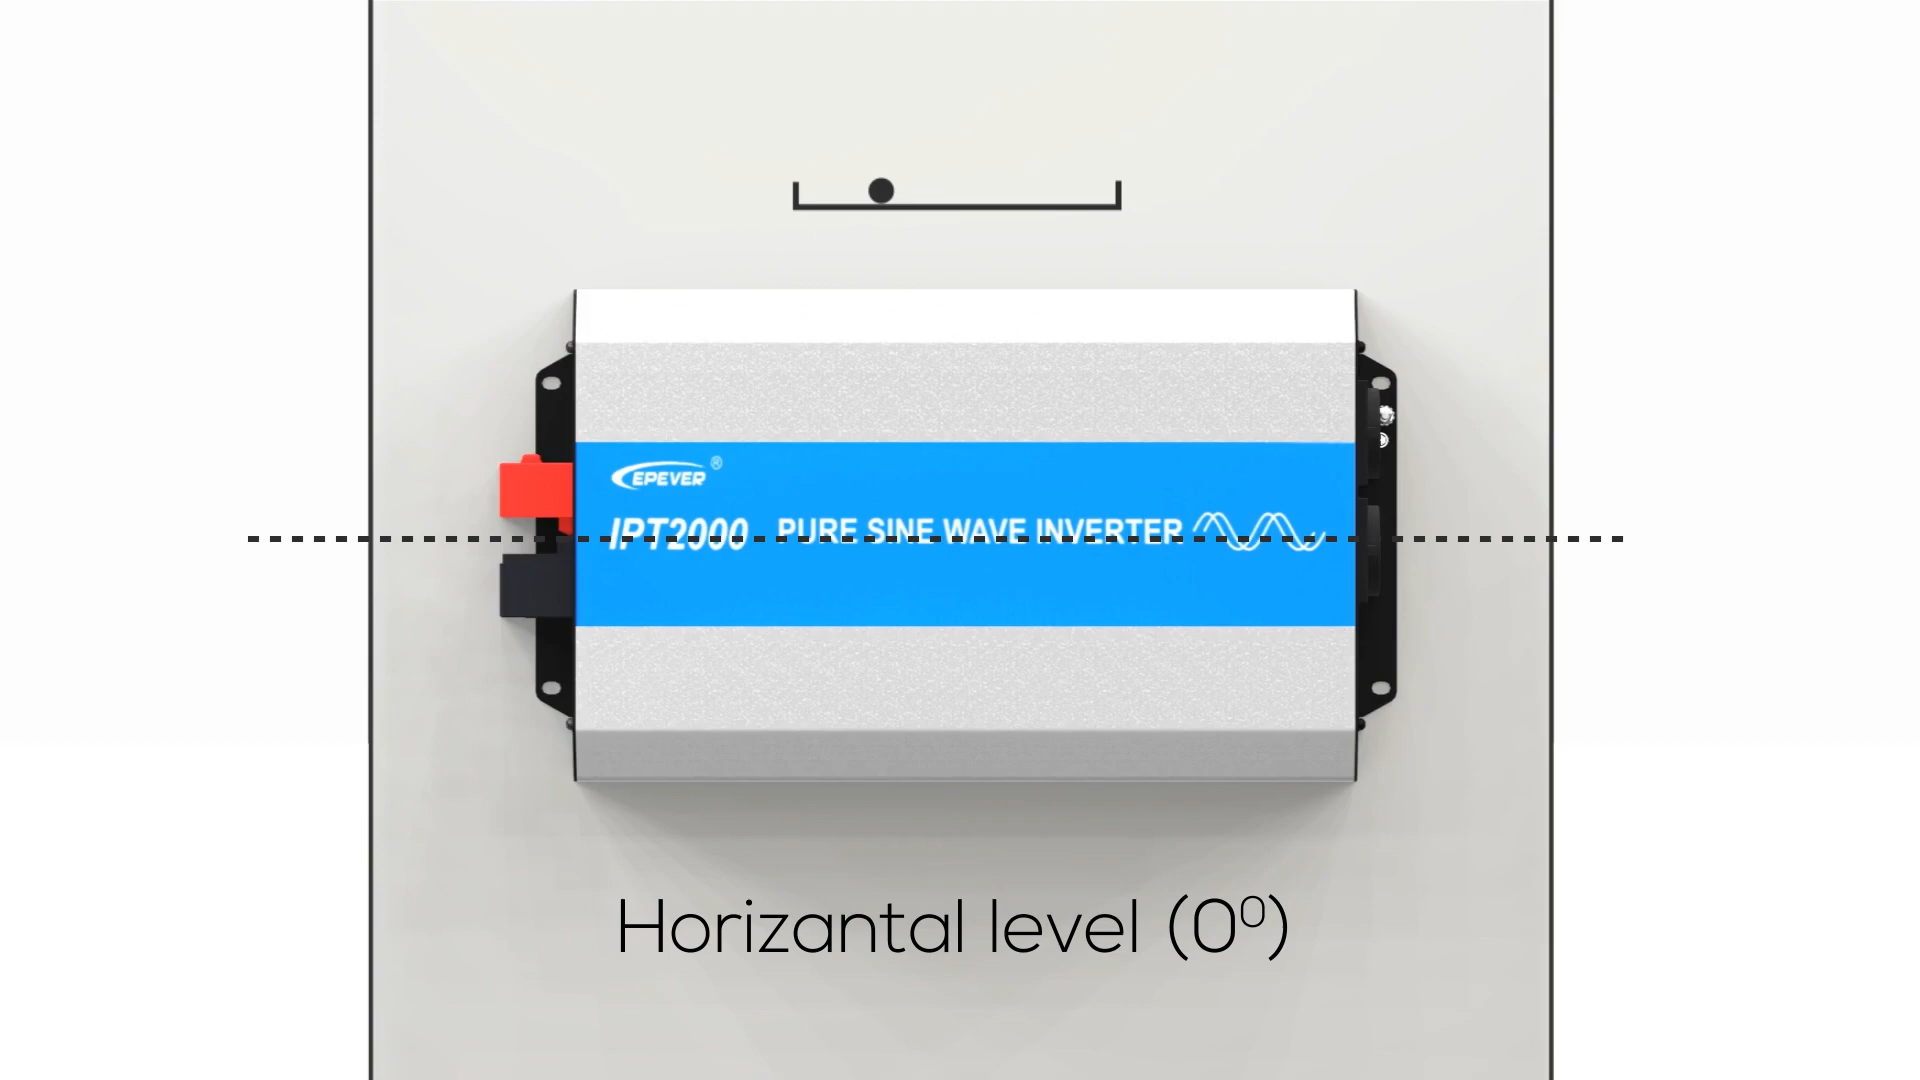 EPEVER®
IPT2000 PURE SINE WAVE INVERTER
Horizantal level (0⁰)